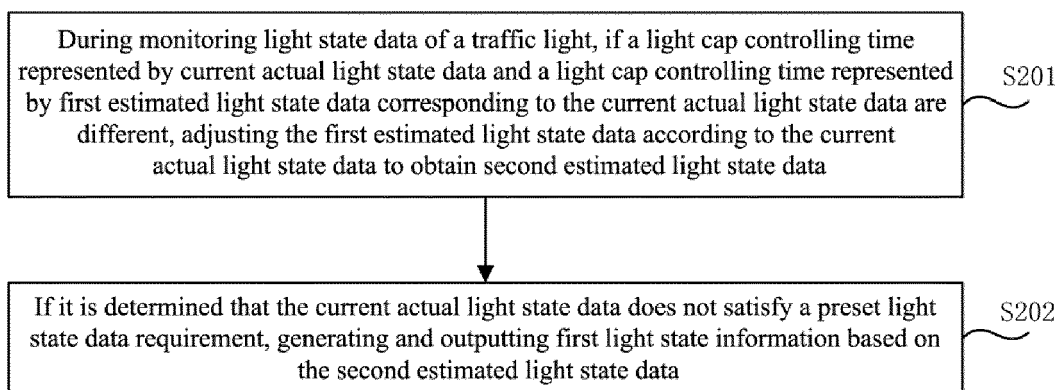 During monitoring light state data of a traffic light, if a light cap controlling time
represented by current actual light state data and a light cap controlling time represented
by first estimated light state data corresponding to the current actual light state data are
different, adjusting the first estimated light state data according to the current
actual light state data to obtain second estimated light state data
S201
If it is determined that the current actual light state data does not satisfy a preset light
state data requirement, generating and outputting first light state information based on
the second estimated light state data
S202